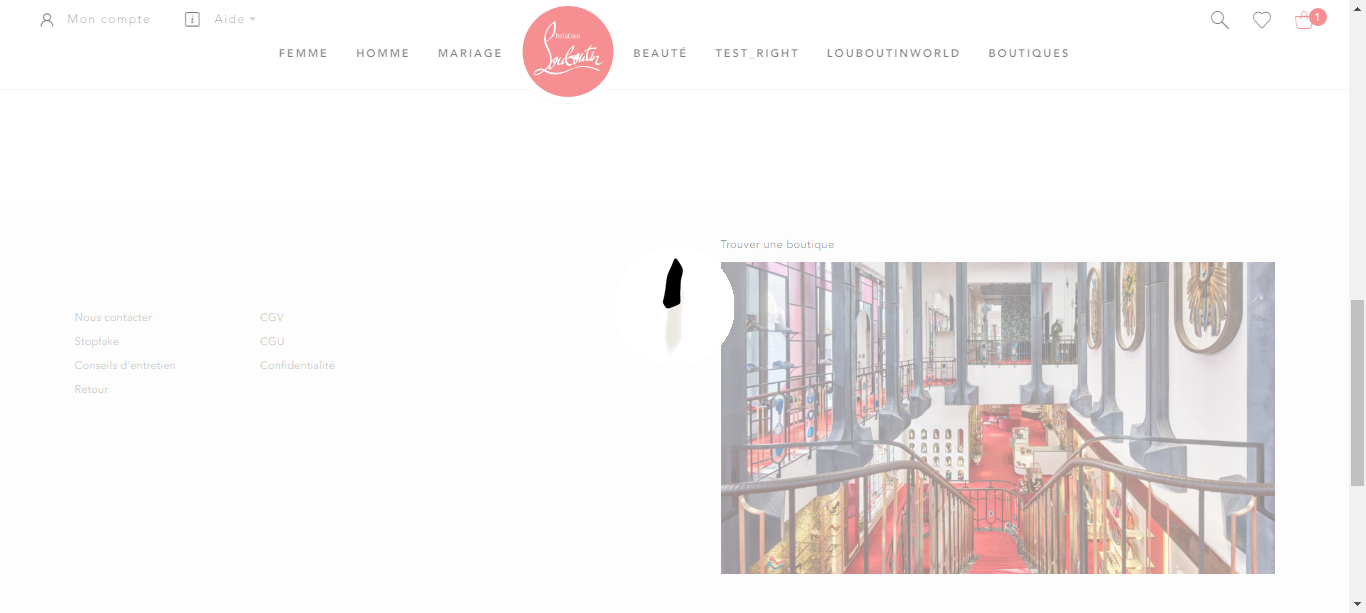 Mon compte
i
Aide
1
FEMME
HOMME
MARIAGE
Christian
Louboutin
BEAUTÉ
TEST_RIGHT
LOUBOUTINWORLD
BOUTIQUES
Trouver une boutique
Nous contacter
CGV
Stopfake
CGU
Conseils d'entretien
Confidentialité
Retour